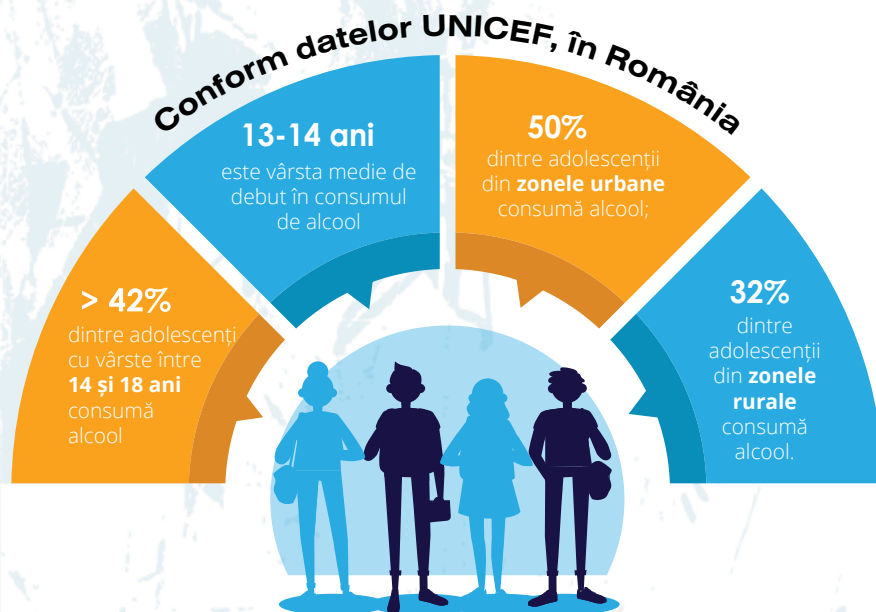 Conform datelor UNICEF, în România
> 42%
dintre adolescenți
cu vârste între
14 și 18 ani
consumă
alcool
13-14 ani
este vârsta medie de
debut în consumul
de alcool
50%
dintre adolescenții
din zonele urbane
consumă alcool;
32%
dintre
adolescenții
din zonele
rurale
consumă
alcool.